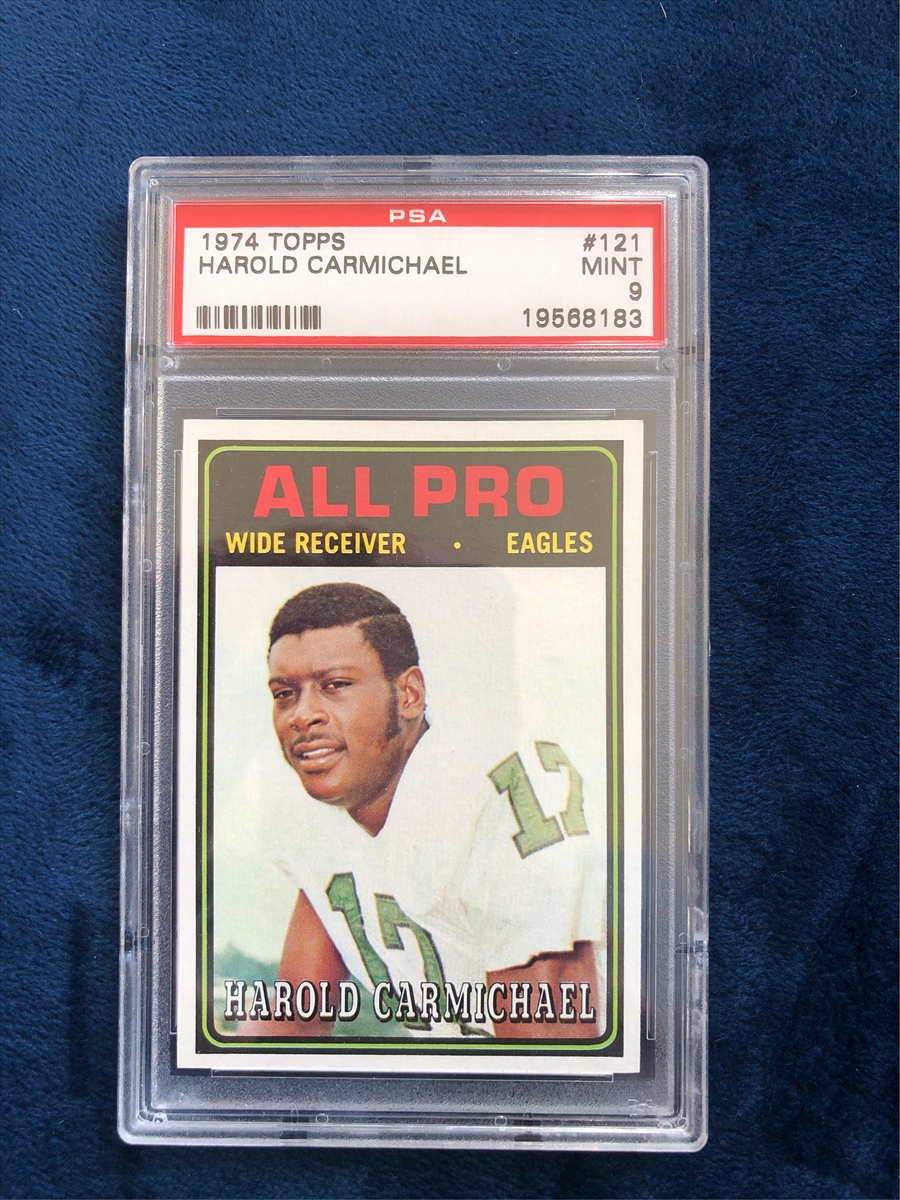 PSA
1974 TOPPS #121
HAROLD CARMICHAEL MINT
9
19568183
ALL PRO
WIDE RECEIVER • EAGLES
17
17
HAROLD CARMICHAEL